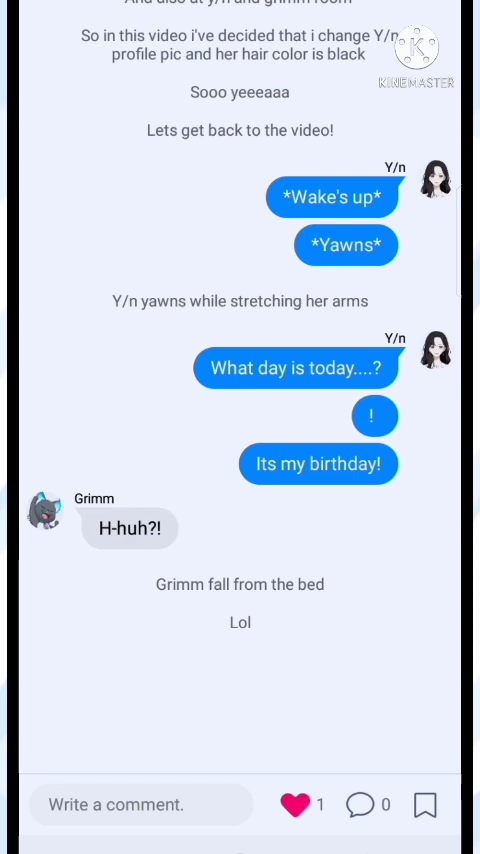 And also at y/n and grimm room
So in this video i've decided that i change Y/n
profile pic and her hair color is black
KINEMASTER
Sooo yeeeaaa
Lets get back to the video!
Y/n
*Wake's up*
*Yawns*
Y/n yawns while stretching her arms
Y/n
What day is today....?
!
Its my birthday!
Grimm
H-huh?!
Grimm fall from the bed
Lol
Write a comment.
1
0